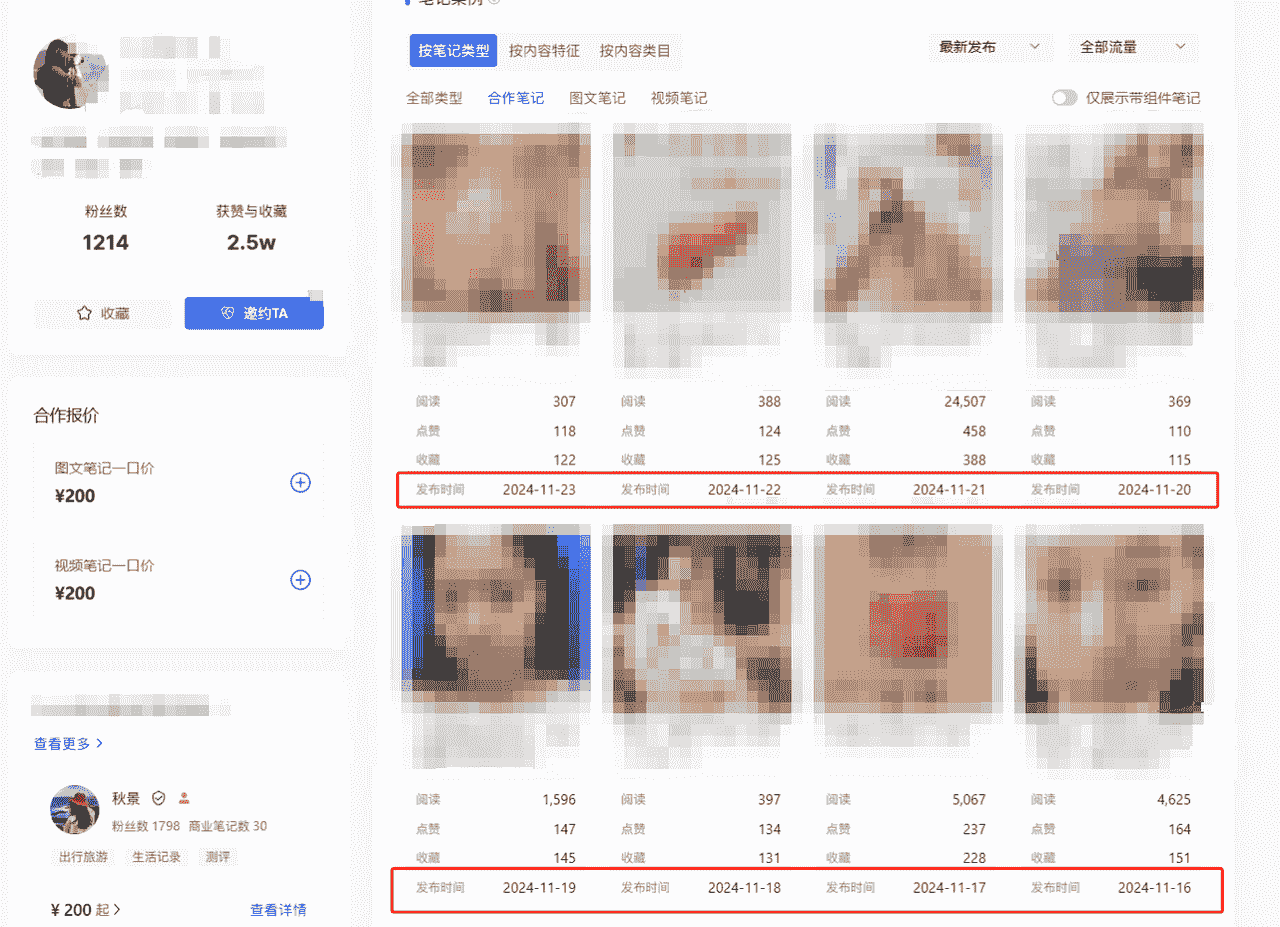 笔记案例
按笔记类型 按内容特征 按内容类目
最新发布 全部流量
全部类型 合作笔记 图文笔记 视频笔记
仅展示带组件笔记
粉丝数 获赞与收藏
1214 2.5w
收藏 邀约TA
合作报价
图文笔记一口价
¥200
视频笔记一口价
¥200
查看更多
秋景
粉丝数 1798 商业笔记数 30
出行旅游 生活记录 测评
¥ 200 起 查看详情
阅读 307 阅读 388 阅读 24,507 阅读 369
点赞 118 点赞 124 点赞 458 点赞 110
收藏 122 收藏 125 收藏 388 收藏 115
发布时间 2024-11-23 发布时间 2024-11-22 发布时间 2024-11-21 发布时间 2024-11-20
阅读 1,596 阅读 397 阅读 5,067 阅读 4,625
点赞 147 点赞 134 点赞 237 点赞 164
收藏 145 收藏 131 收藏 228 收藏 151
发布时间 2024-11-19 发布时间 2024-11-18 发布时间 2024-11-17 发布时间 2024-11-16